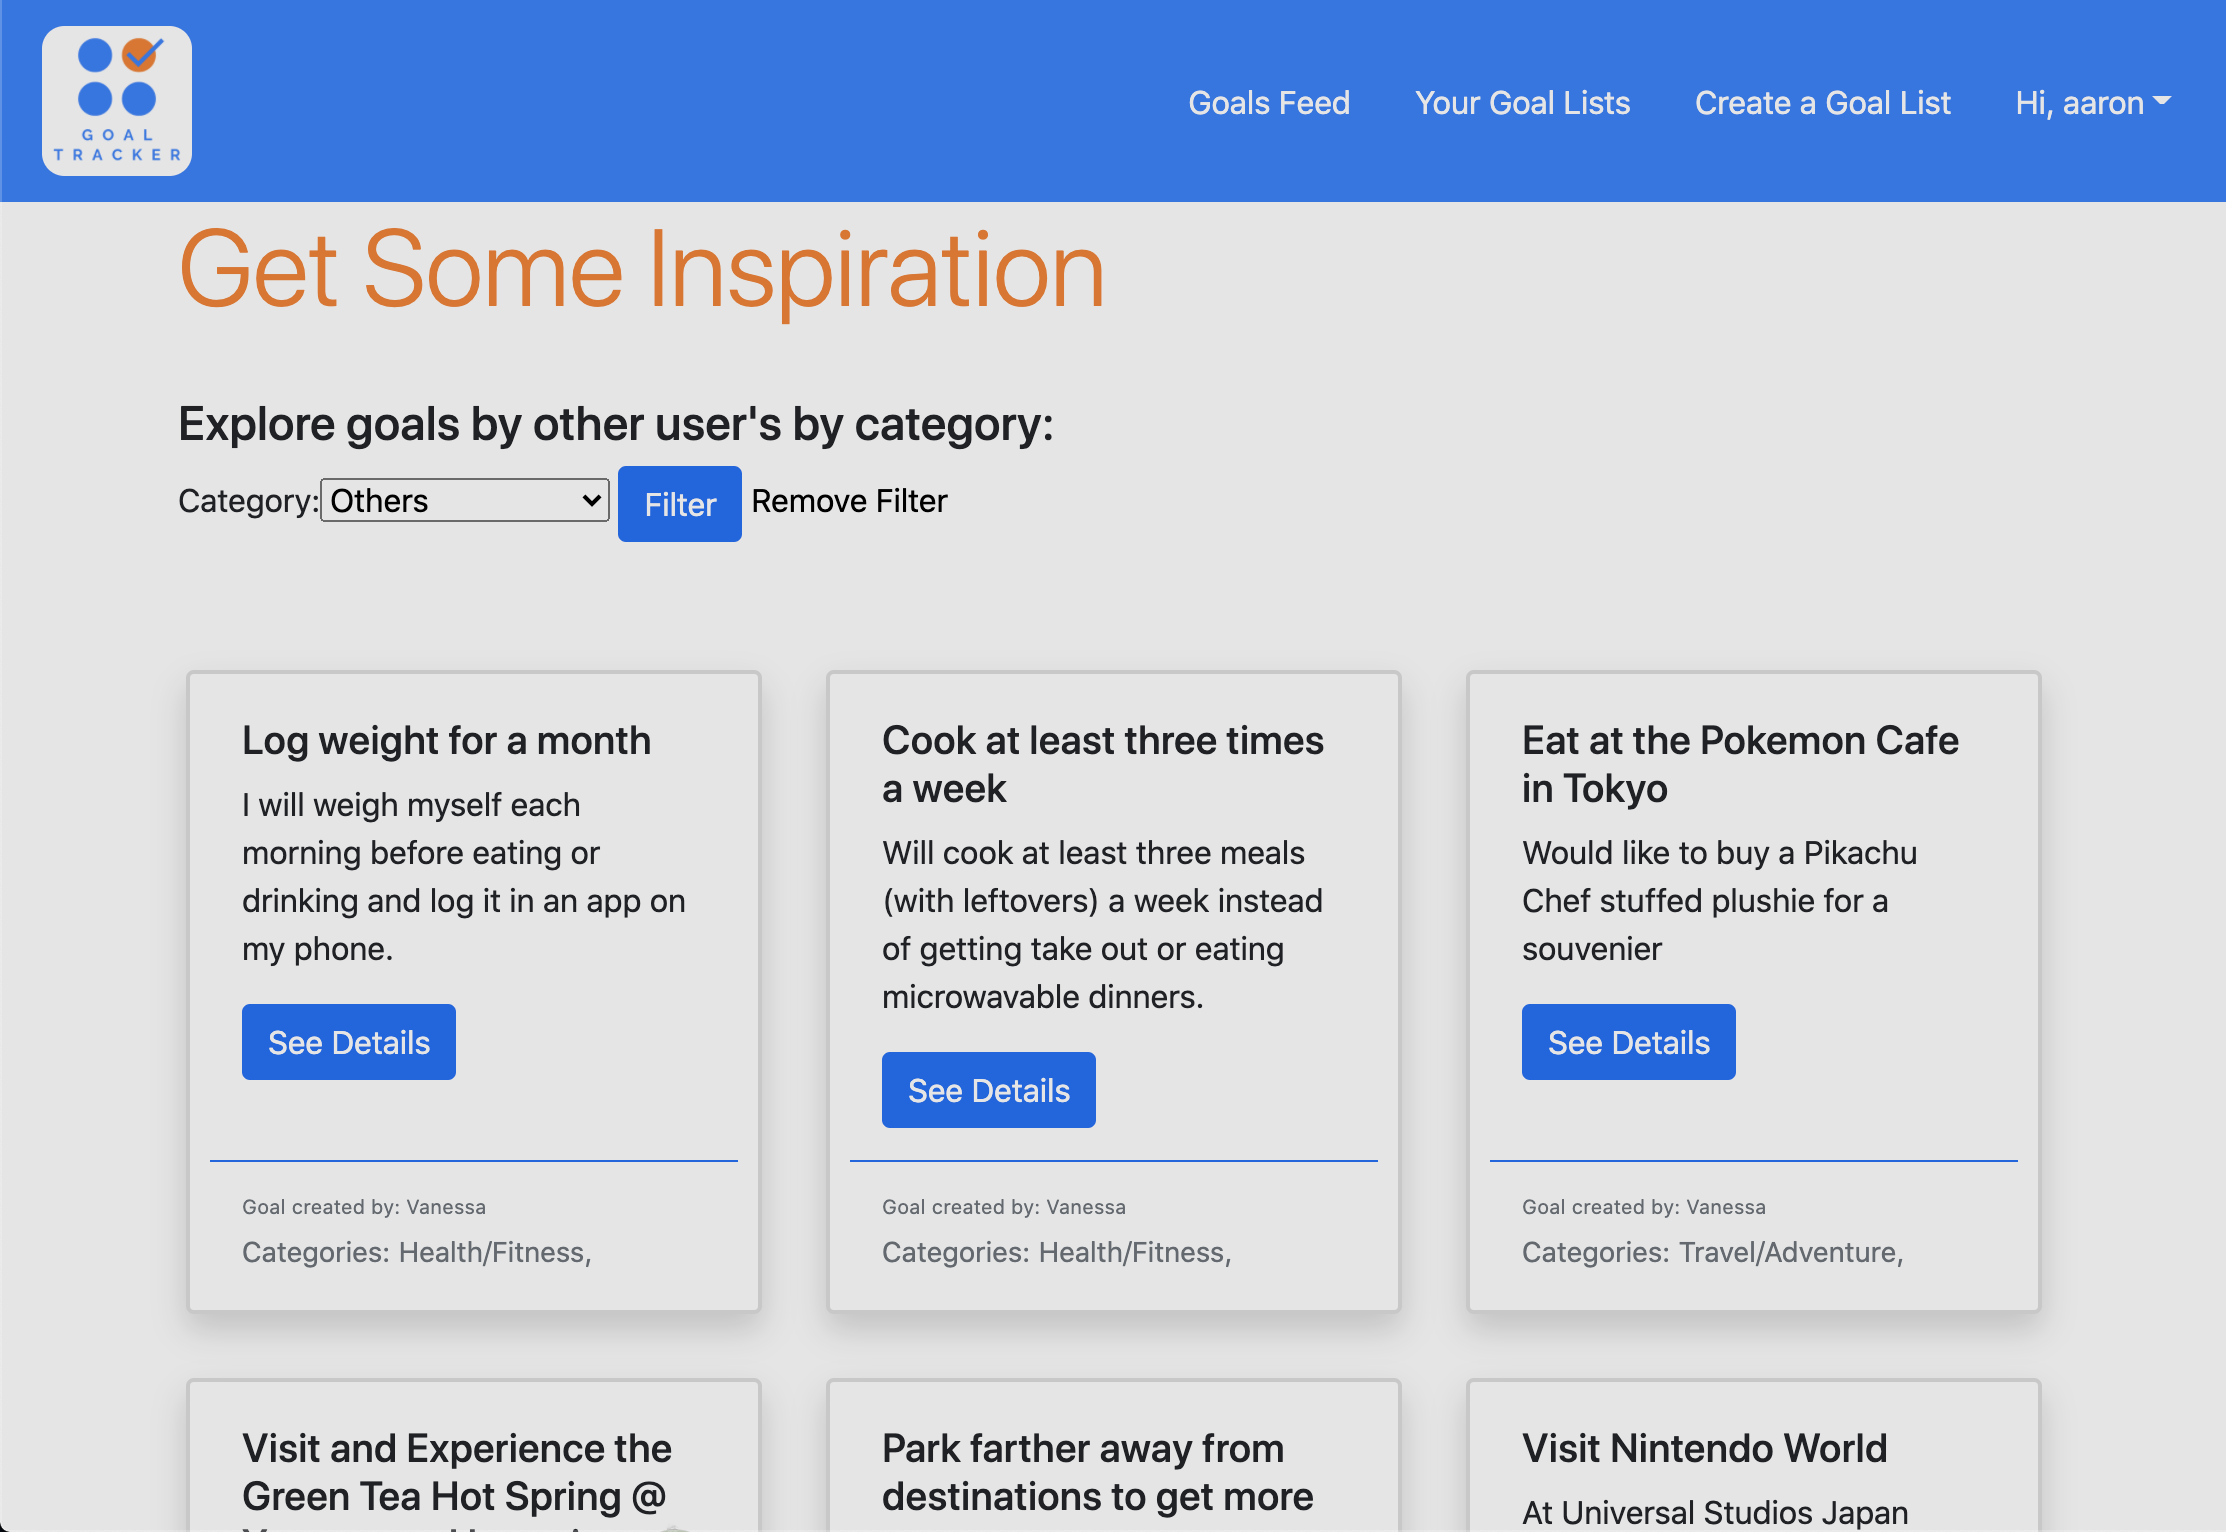 GOAL
TRACKER
Goals Feed
Your Goal Lists
Create a Goal List
Hi, aaron
Get Some Inspiration
Explore goals by other user's by category:
Category: Others Filter Remove Filter
Log weight for a month
I will weigh myself each
morning before eating or
drinking and log it in an app on
my phone.
See Details
Goal created by: Vanessa
Categories: Health/Fitness,
Cook at least three times
a week
Will cook at least three meals
(with leftovers) a week instead
of getting take out or eating
microwavable dinners.
See Details
Goal created by: Vanessa
Categories: Health/Fitness,
Eat at the Pokemon Cafe
in Tokyo
Would like to buy a Pikachu
Chef stuffed plushie for a
souvenier
See Details
Goal created by: Vanessa
Categories: Travel/Adventure,
Visit and Experience the
Green Tea Hot Spring @
Park farther away from
destinations to get more
Visit Nintendo World
At Universal Studios Japan